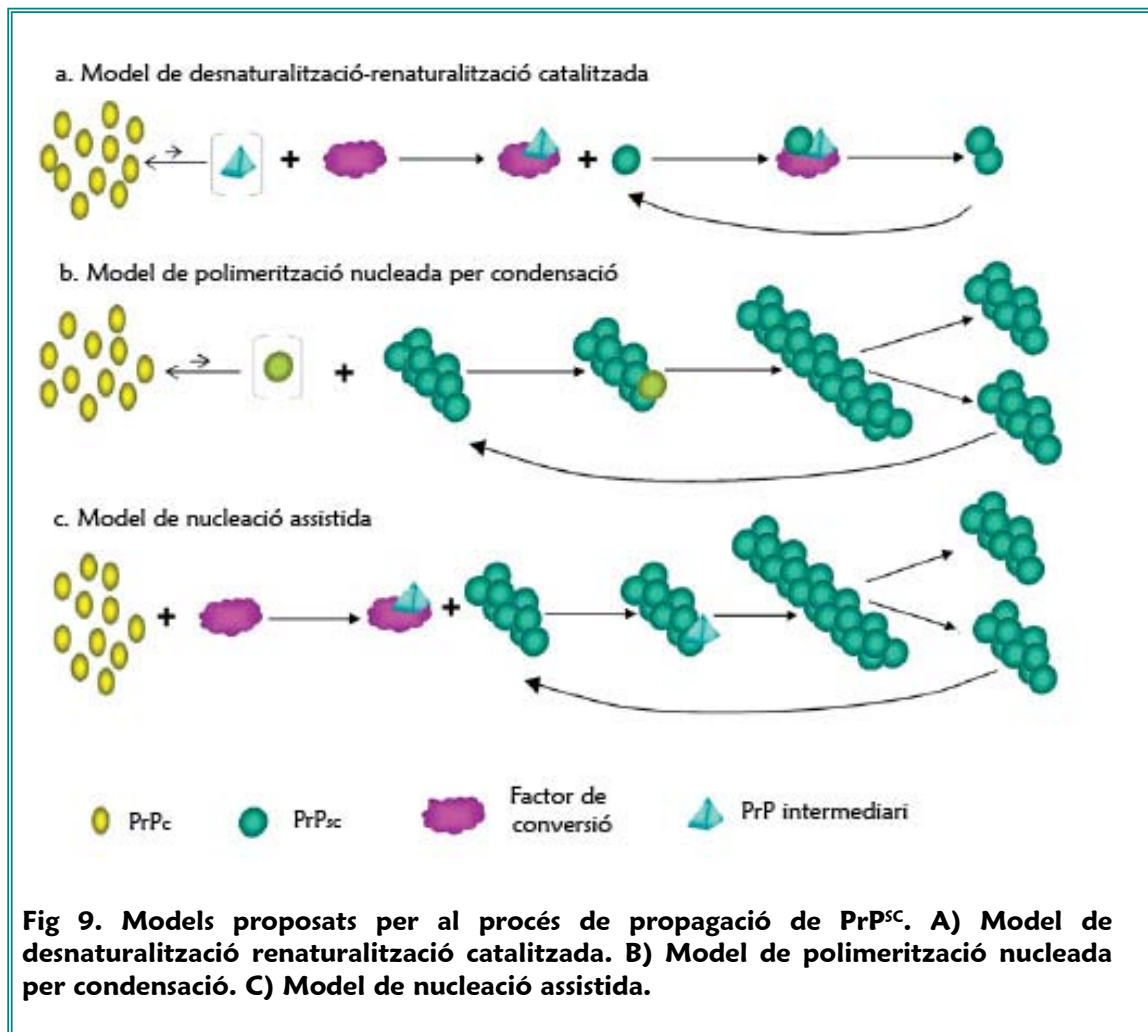 a. Model de desnaturalització-renaturalització catalitzada
+
+
b. Model de polimerització nucleada per condensació
+
c. Model de nucleació assistida
+
+
PrPc
PrPsc
Factor de
conversió
PrP intermediari
Fig 9. Models proposats per al procés de propagació de PrPSC. A) Model de
desnaturalització renaturalització catalitzada. B) Model de polimerització nucleada
per condensació. C) Model de nucleació assistida.